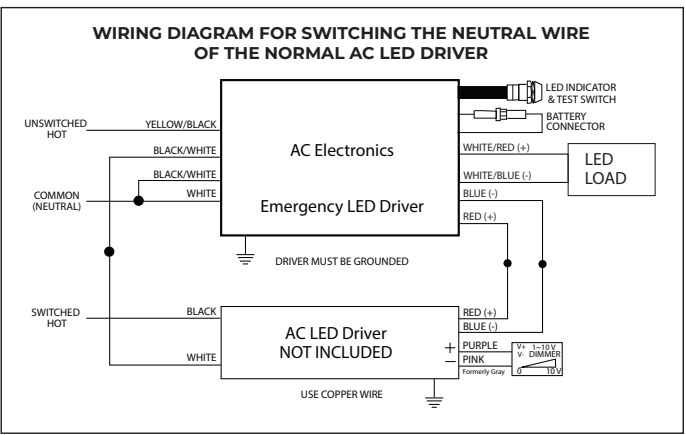 WIRING DIAGRAM FOR SWITCHING THE NEUTRAL WIRE
OF THE NORMAL AC LED DRIVER
UNSWITCHED
HOT
YELLOW/BLACK
BLACK/WHITE
BLACK/WHITE
COMMON
(NEUTRAL)
WHITE
AC Electronics
Emergency LED Driver
LED INDICATOR
& TEST SWITCH
BATTERY
CONNECTOR
WHITE/RED (+)
WHITE/BLUE (-)
LED
LOAD
BLUE (-)
RED (+)
DRIVER MUST BE GROUNDED
SWITCHED
HOT
BLACK
WHITE
AC LED Driver
NOT INCLUDED
RED (+)
BLUE (-)
+ PURPLE
− PINK
Formerly Gray
V+ 1~10 V
V- DIMMER
0 10 V
USE COPPER WIRE